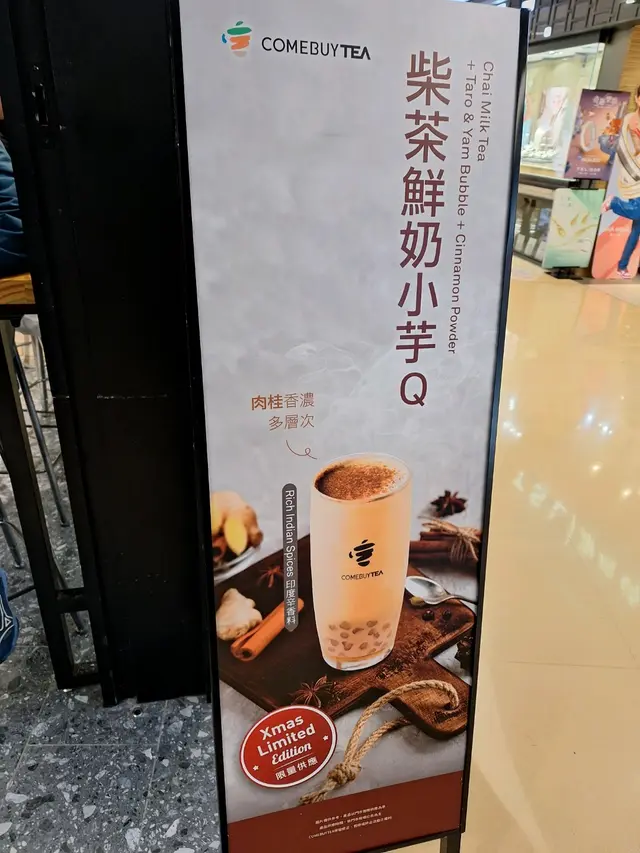 COMEBUYTEA
柴茶鮮奶小芋Q
Chai Milk Tea
+ Taro & Yam Bubble + Cinnamon Powder
肉桂香濃
多層次
Rich Indian Spices 印度辛香料
COMEBUYTEA
Xmas
Limited
Edition
限量供應